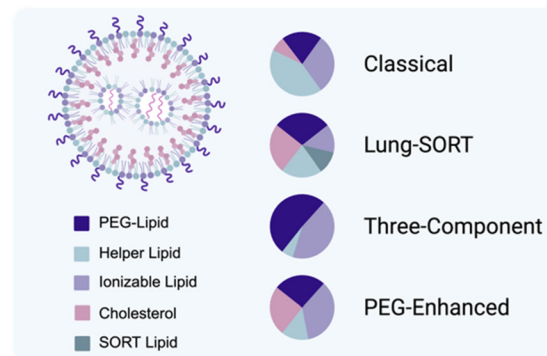 Classical
Lung-SORT
Three-Component
PEG-Enhanced
PEG-Lipid
Helper Lipid
Ionizable Lipid
Cholesterol
SORT Lipid